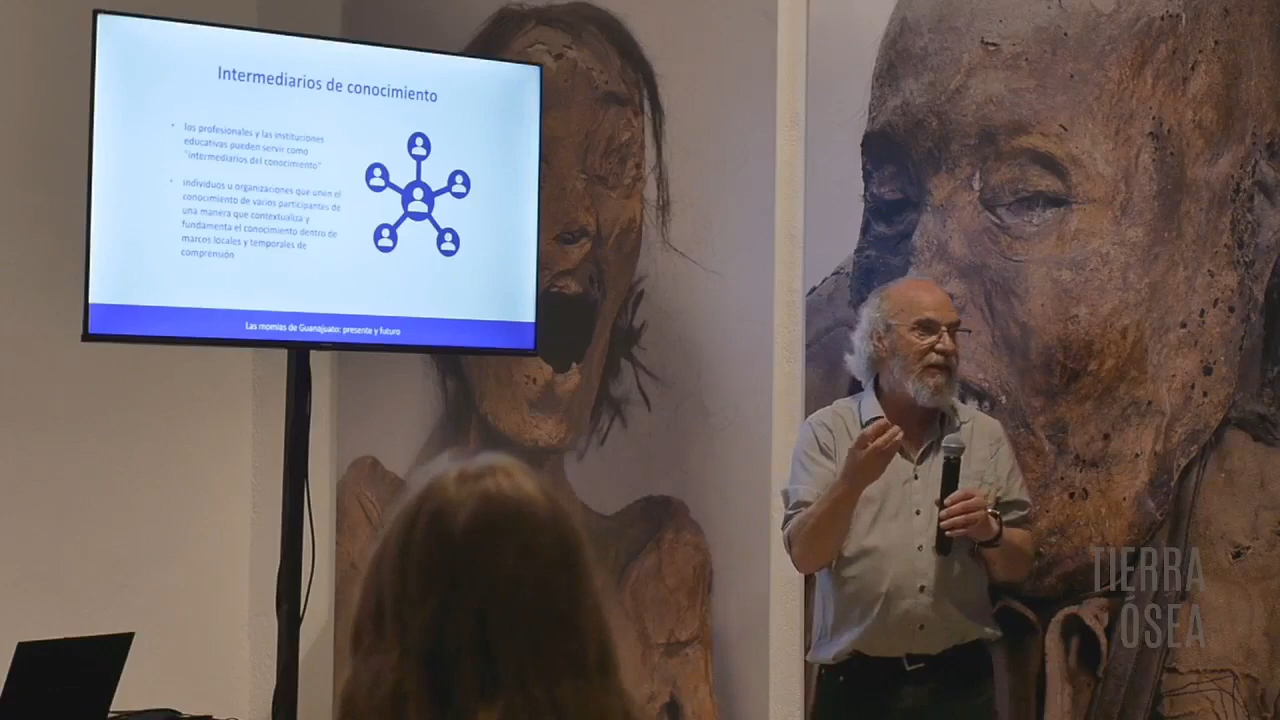 Intermediarios de conocimiento
los profesionales y las instituciones
educativas pueden servir como
"intermediarios del conocimiento"
individuos u organizaciones que unen el
conocimiento de varios participantes de
una manera que contextualiza y
fundamenta el conocimiento dentro de
marcos locales y temporales de
comprensión
Las momias de Guanajuato: presente y futuro
TIERRA
ÓSEA